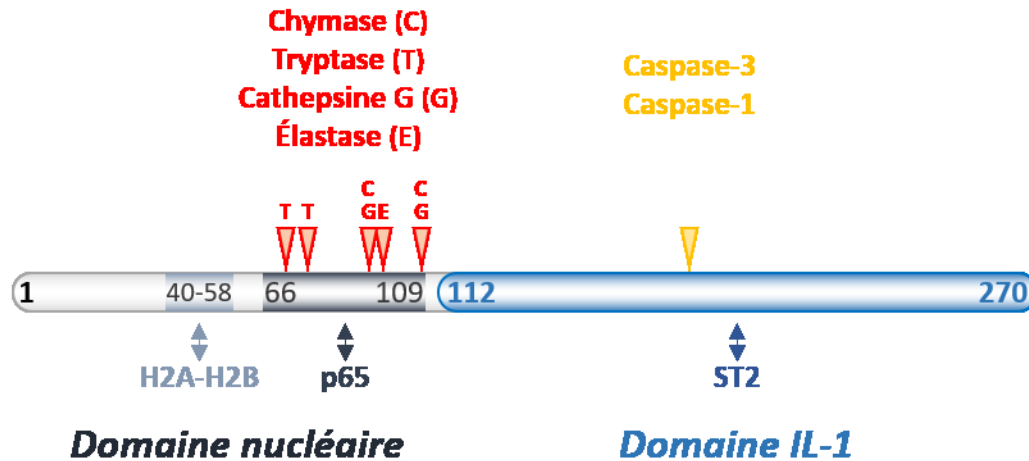 Chymase (C)
Tryptase (T)
Cathepsine G (G)
Élastase (E)
Caspase-3
Caspase-1
C C
T T G E G
1 40-58 66 109 112 270
H2A-H2B p65 ST2
Domaine nucléaire Domaine IL-1